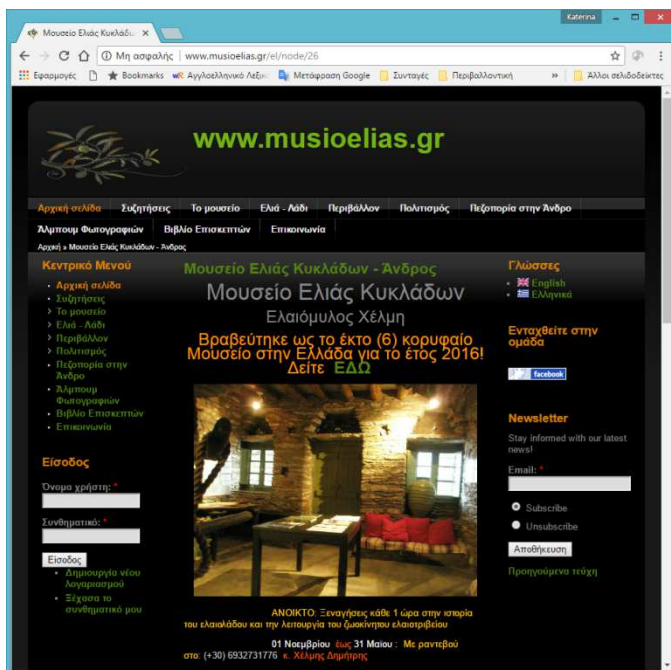 Katerina
Μουσείο Ελιάς Κυκλάδω
Μη ασφαλής | www.musioelias.gr/el/node/26
Εφαρμογές Bookmarks wR Αγγλοελληνικό Λεξικ Μετάφραση Google Συνταγές Περιβαλλοντική » Άλλοι σελιδοδείκτες
www.musioelias.gr
Αρχική σελίδα Συζητήσεις Το μουσείο Ελιά - Λάδι Περιβάλλον Πολιτισμός Πεζοπορία στην Άνδρο
Άλμπουμ Φωτογραφιών Βιβλίο Επισκεπτών Επικοινωνία
Αρχική » Μουσείο Ελιάς Κυκλάδων - Άνδρος
Κεντρικό Μενού
Αρχική σελίδα
Συζητήσεις
Το μουσείο
Ελιά - Λάδι
Περιβάλλον
Πολιτισμός
Πεζοπορία στην
Άνδρο
Άλμπουμ
Φωτογραφιών
Βιβλίο Επισκεπτών
Επικοινωνία
Είσοδος
Όνομα χρήστη: *
Συνθηματικό: *
Είσοδος
Δημιουργία νέου
λογαριασμού
Ξέχασα το
συνθηματικό μου
Μουσείο Ελιάς Κυκλάδων - Άνδρος
Μουσείο Ελιάς Κυκλάδων
Ελαιόμυλος Χέλμη
Βραβεύτηκε ως το έκτο (6) κορυφαίο
Μουσείο στην Ελλάδα για το έτος 2016!
Δείτε ΕΔΩ
ΑΝΟΙΚΤΟ: Ξεναγήσεις κάθε 1 ώρα στην ιστορία
του ελαιολάδου και την λειτουργία του ζωοκίνητου ελαιοτριβείου
01 Νοεμβρίου έως 31 Μαϊου : Με ραντεβού
στο: (+30) 6932731776 κ. Χέλμης Δημήτρης
Γλώσσες
English
Ελληνικά
Ενταχθείτε στην
ομάδα
facebook
Newsletter
Stay informed with our latest
news!
Email: *
Subscribe
Unsubscribe
Αποθήκευση
Προηγούμενα τεύχη